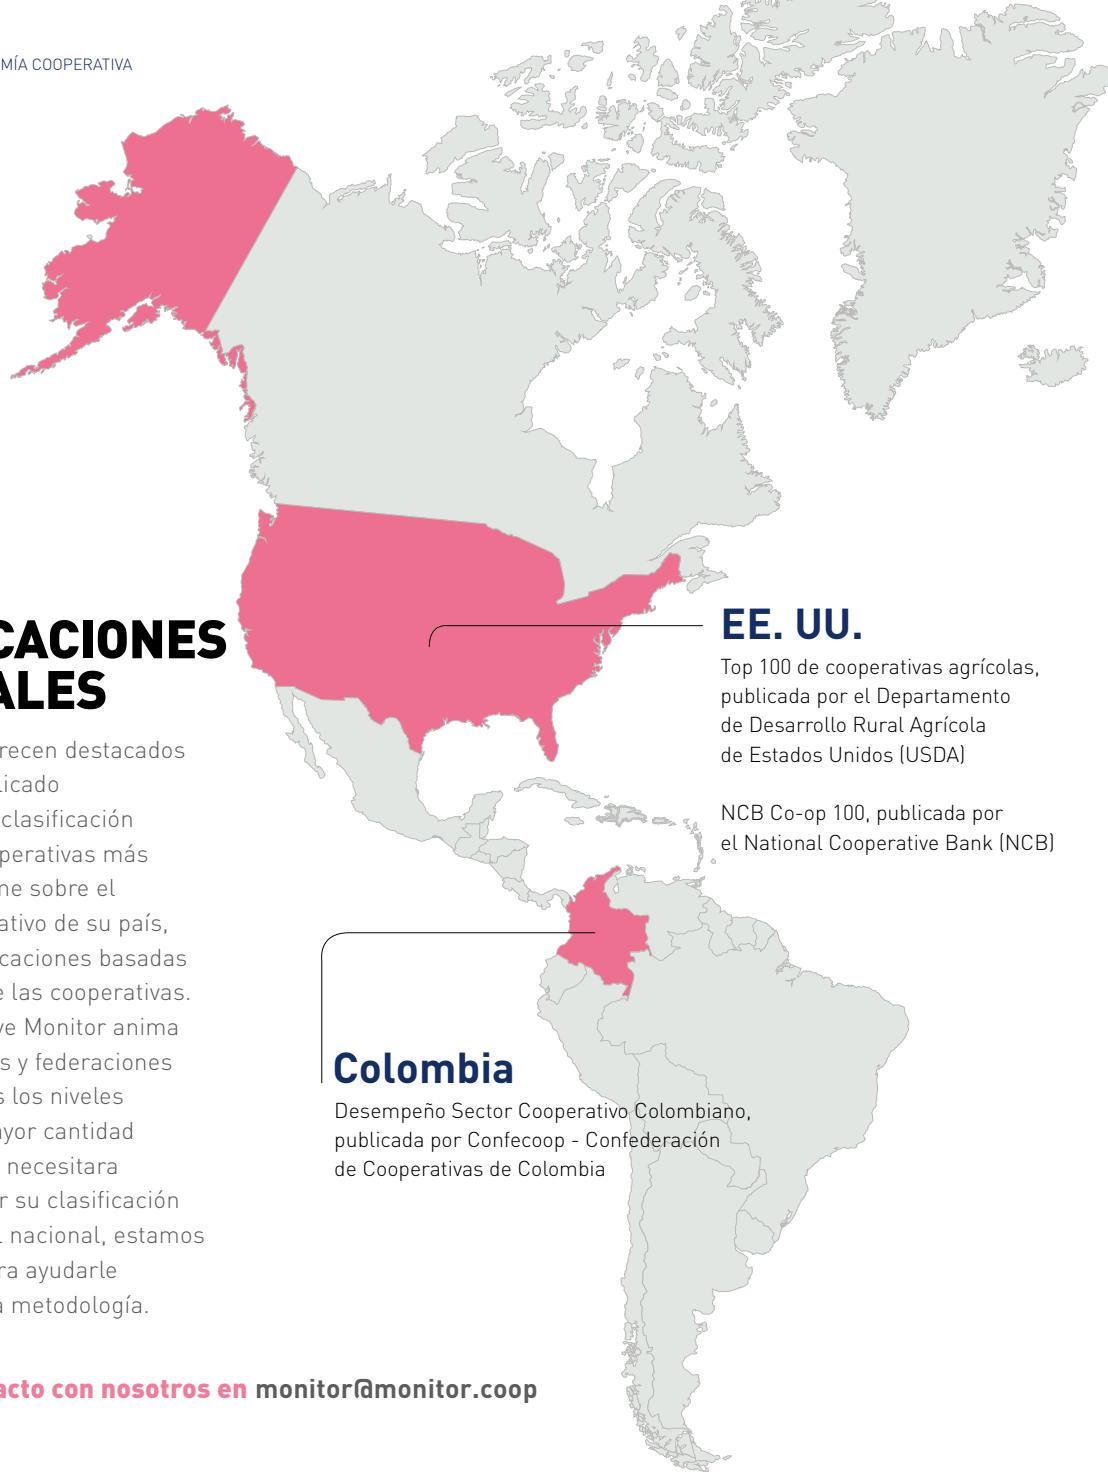 MÍA COOPERATIVA
CACIONES
ALES
recen destacados
licado
clasificación
perativas más
me sobre el
ativo de su país,
caciones basadas
e las cooperativas.
ve Monitor anima
s y federaciones
s los niveles
ayor cantidad
necesitara
r su clasificación
l nacional, estamos
ra ayudarle
a metodología.
acto con nosotros en monitor@monitor.coop
EE. UU.
Top 100 de cooperativas agrícolas,
publicada por el Departamento
de Desarrollo Rural Agrícola
de Estados Unidos (USDA)
NCB Co-op 100, publicada por
el National Cooperative Bank (NCB)
Colombia
Desempeño Sector Cooperativo Colombiano,
publicada por Confecoop - Confederación
de Cooperativas de Colombia